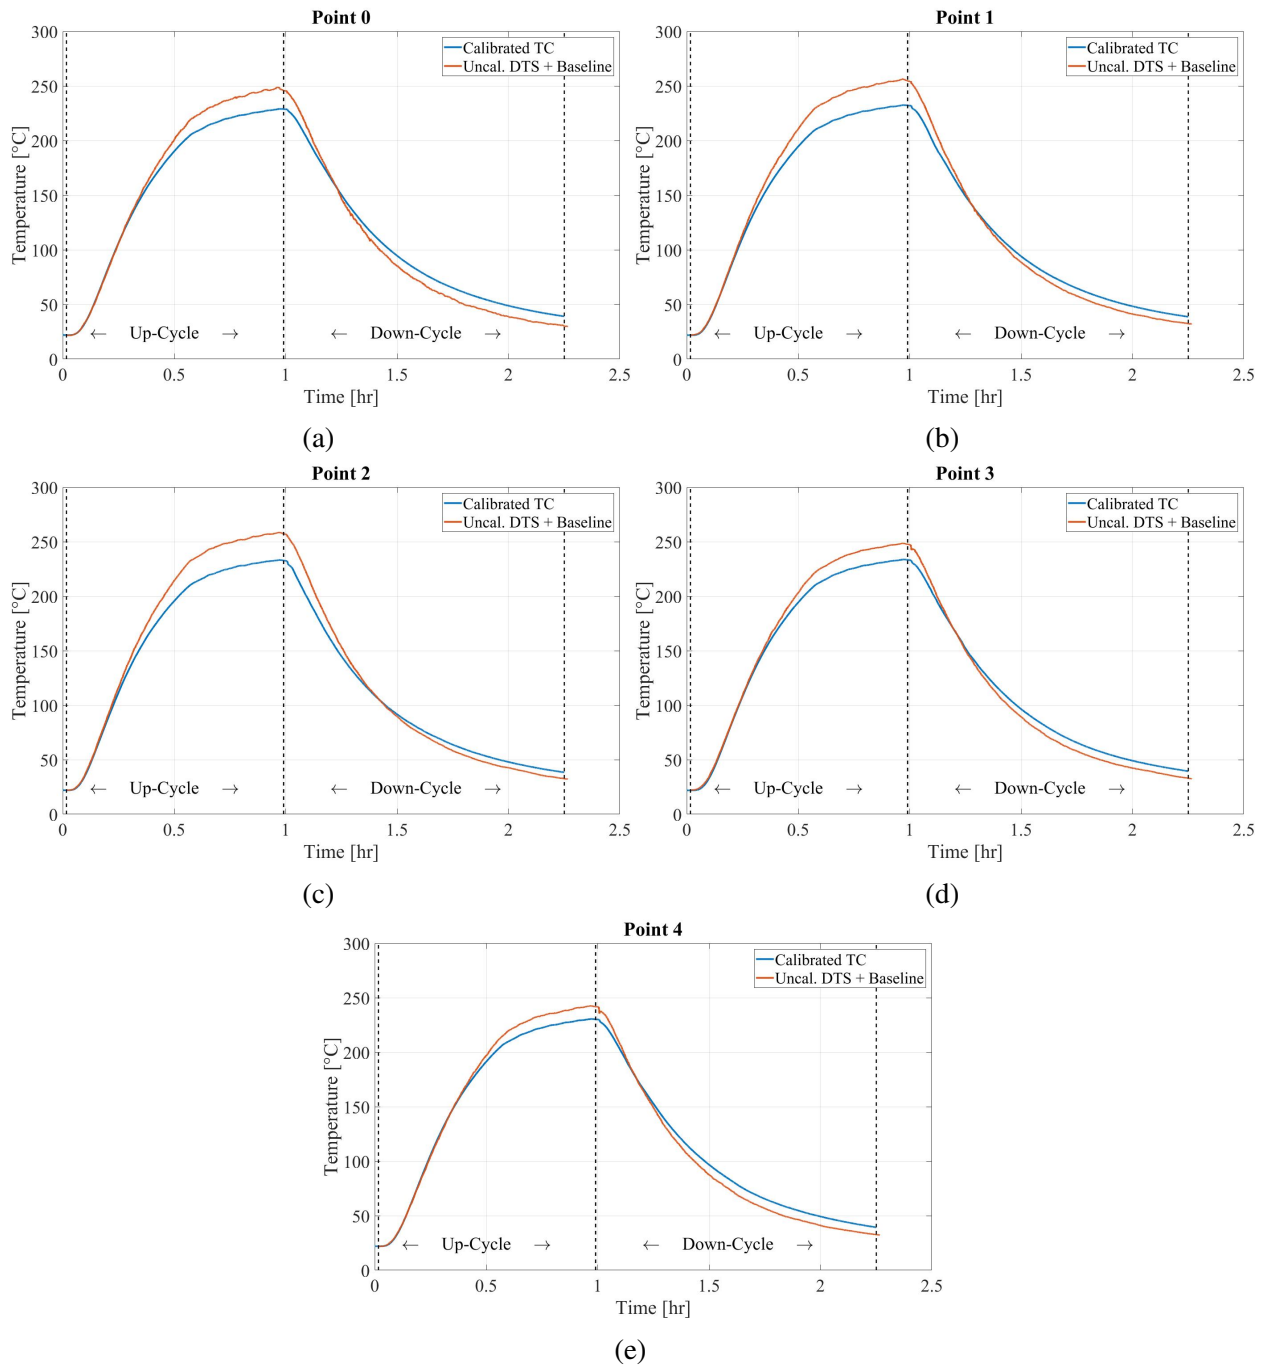 Point 0
300
250
200
150
100
50
0
Temperature [°C]
Calibrated TC
Uncal. DTS + Baseline
← Up-Cycle →
← Down-Cycle →
0 0.5 1 1.5 2 2.5
Time [hr]
(a)
Point 1
300
250
200
150
100
50
0
Temperature [°C]
Calibrated TC
Uncal. DTS + Baseline
← Up-Cycle →
← Down-Cycle →
0 0.5 1 1.5 2 2.5
Time [hr]
(b)
Point 2
300
250
200
150
100
50
0
Temperature [°C]
Calibrated TC
Uncal. DTS + Baseline
← Up-Cycle →
← Down-Cycle →
0 0.5 1 1.5 2 2.5
Time [hr]
(c)
Point 3
300
250
200
150
100
50
0
Temperature [°C]
Calibrated TC
Uncal. DTS + Baseline
← Up-Cycle →
← Down-Cycle →
0 0.5 1 1.5 2 2.5
Time [hr]
(d)
Point 4
300
250
200
150
100
50
0
Temperature [°C]
Calibrated TC
Uncal. DTS + Baseline
← Up-Cycle →
← Down-Cycle →
0 0.5 1 1.5 2 2.5
Time [hr]
(e)